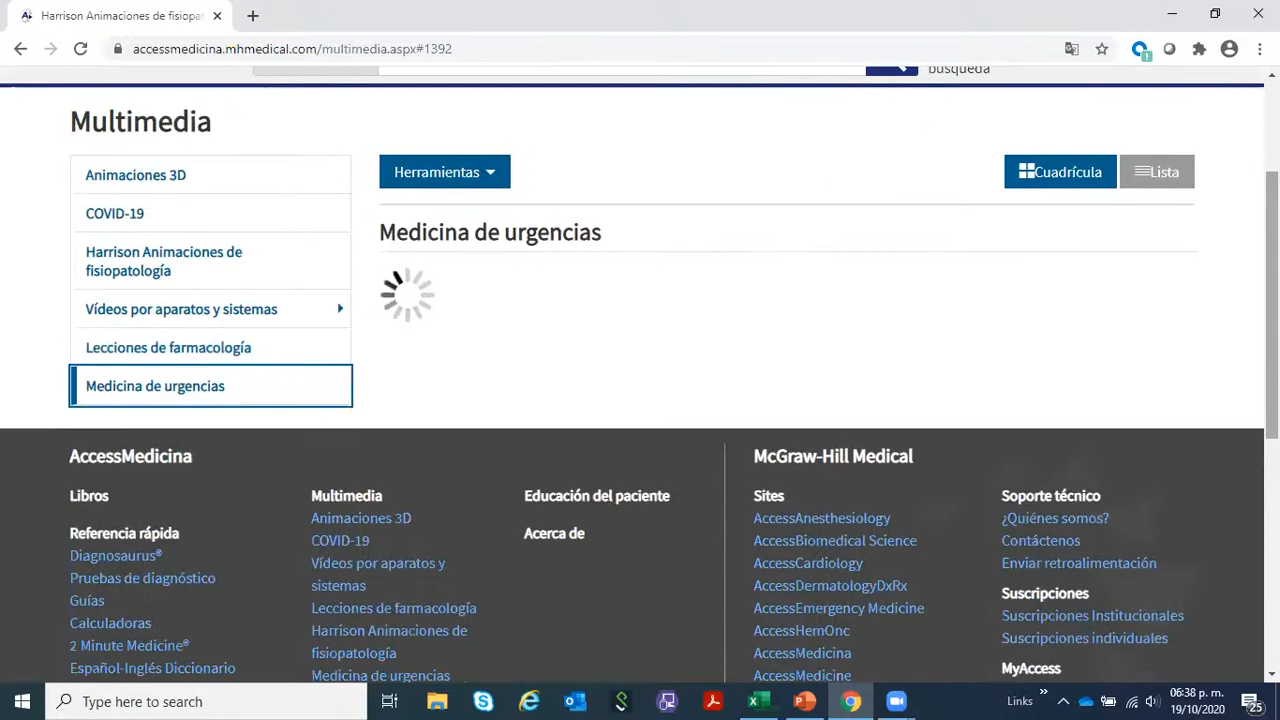 Harrison Animaciones de fisiopat
accessmedicina.mhmedical.com/multimedia.aspx#1392
búsqueda
Multimedia
Animaciones 3D
COVID-19
Harrison Animaciones de
fisiopatología
Vídeos por aparatos y sistemas
Lecciones de farmacología
Medicina de urgencias
Herramientas
Cuadrícula
Lista
Medicina de urgencias
AccessMedicina
Libros
Referencia rápida
Diagnosaurus®
Pruebas de diagnóstico
Guías
Calculadoras
2 Minute Medicine®
Español-Inglés Diccionario
Multimedia
Animaciones 3D
COVID-19
Vídeos por aparatos y
sistemas
Lecciones de farmacología
Harrison Animaciones de
fisiopatología
Medicina de urgencias
Educación del paciente
Acerca de
McGraw-Hill Medical
Sites
AccessAnesthesiology
AccessBiomedical Science
AccessCardiology
AccessDermatologyDxRx
AccessEmergency Medicine
AccessHemOnc
AccessMedicina
AccessMedicine
Soporte técnico
¿Quiénes somos?
Contáctenos
Enviar retroalimentación
Suscripciones
Suscripciones Institucionales
Suscripciones individuales
MyAccess
Type here to search
Links
06:38 p. m.
19/10/2020
25